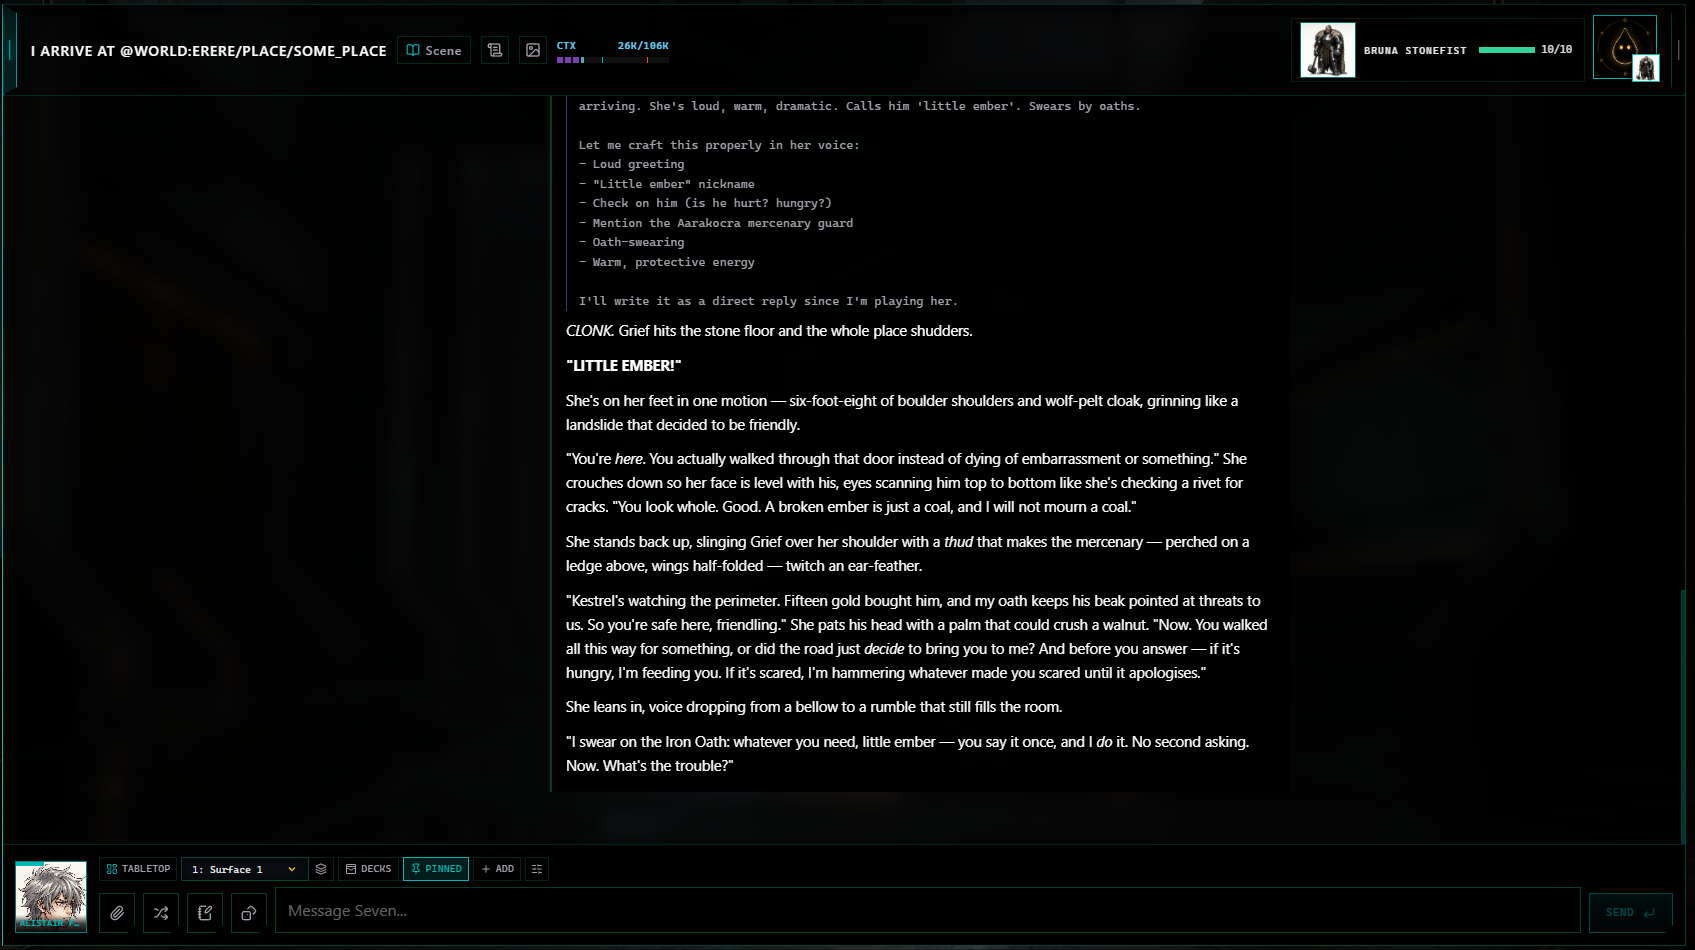 I ARRIVE AT @WORLD:ERERE/PLACE/SOME_PLACE
Scene
CTX 26K/106K
BRUNA STONEFIST 10/10
arriving. She's loud, warm, dramatic. Calls him 'little ember'. Swears by oaths.
Let me craft this properly in her voice:
- Loud greeting
- "Little ember" nickname
- Check on him (is he hurt? hungry?)
- Mention the Aarakocra mercenary guard
- Oath-swearing
- Warm, protective energy
I'll write it as a direct reply since I'm playing her.
CLONK. Grief hits the stone floor and the whole place shudders.
"LITTLE EMBER!"
She's on her feet in one motion — six-foot-eight of boulder shoulders and wolf-pelt cloak, grinning like a
landslide that decided to be friendly.
"You're here. You actually walked through that door instead of dying of embarrassment or something." She
crouches down so her face is level with his, eyes scanning him top to bottom like she's checking a rivet for
cracks. "You look whole. Good. A broken ember is just a coal, and I will not mourn a coal."
She stands back up, slinging Grief over her shoulder with a thud that makes the mercenary — perched on a
ledge above, wings half-folded — twitch an ear-feather.
"Kestrel's watching the perimeter. Fifteen gold bought him, and my oath keeps his beak pointed at threats to
us. So you're safe here, friendling." She pats his head with a palm that could crush a walnut. "Now. You walked
all this way for something, or did the road just decide to bring you to me? And before you answer — if it's
hungry, I'm feeding you. If it's scared, I'm hammering whatever made you scared until it apologises."
She leans in, voice dropping from a bellow to a rumble that still fills the room.
"I swear on the Iron Oath: whatever you need, little ember — you say it once, and I do it. No second asking.
Now. What's the trouble?"
TABLETOP
1: Surface 1
DECKS
PINNED
+ ADD
ALISTAIR P…
Message Seven...
SEND